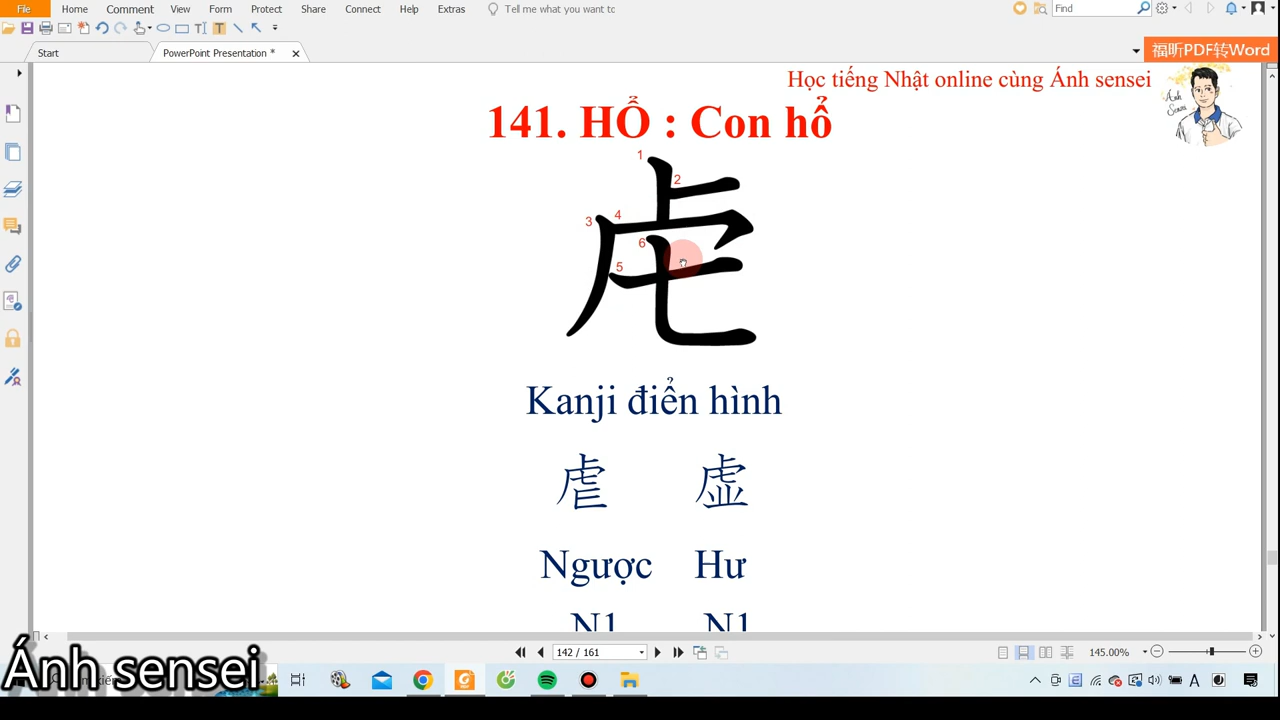 File Home Comment View Form Protect Share Connect Help Extras Tell me what you want to Find
Start PowerPoint Presentation * 福昕PDF转Word
Học tiếng Nhật online cùng Ánh sensei
Ánh
Sensei
141. HỔ : Con hổ
1
2
3 4
6
5
虍
Kanji điển hình
虐 虚
Ngược Hư
N1 N1
142 / 161
145.00%
Ánh sensei